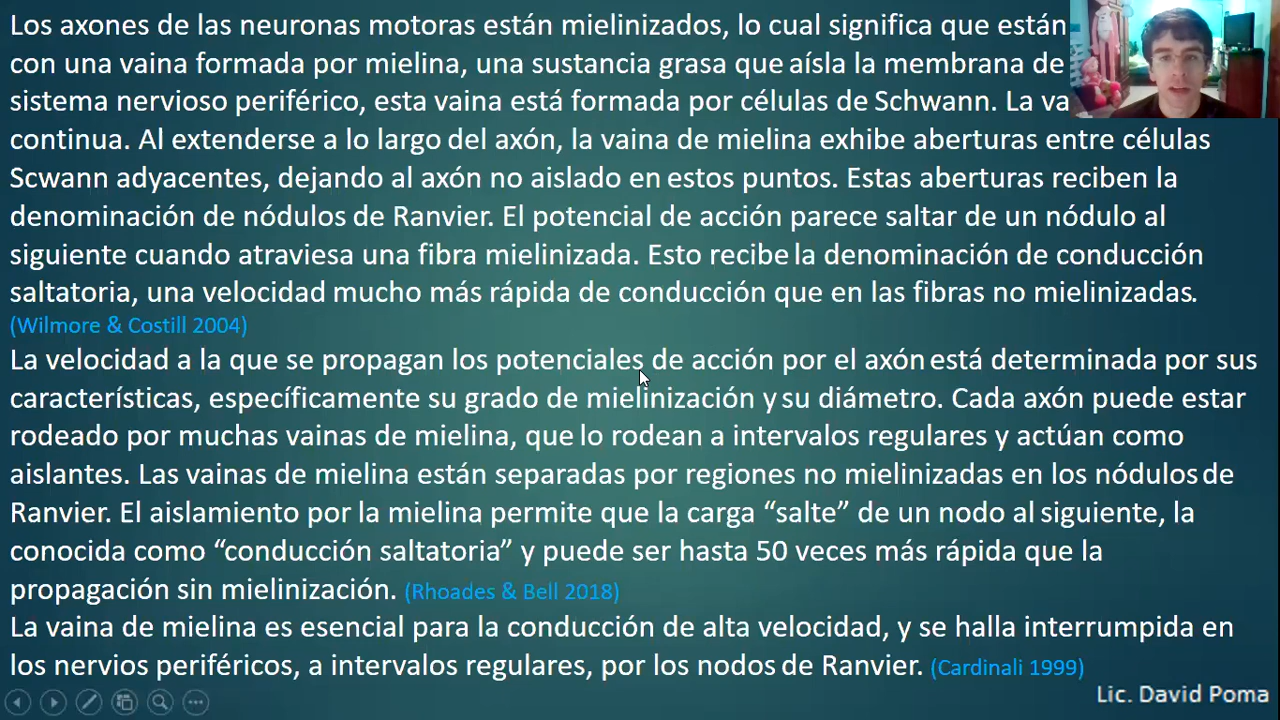 Los axones de las neuronas motoras están mielinizados, lo cual significa que están
con una vaina formada por mielina, una sustancia grasa que aísla la membrana de
sistema nervioso periférico, esta vaina está formada por células de Schwann. La va
continua. Al extenderse a lo largo del axón, la vaina de mielina exhibe aberturas entre células
Scwann adyacentes, dejando al axón no aislado en estos puntos. Estas aberturas reciben la
denominación de nódulos de Ranvier. El potencial de acción parece saltar de un nódulo al
siguiente cuando atraviesa una fibra mielinizada. Esto recibe la denominación de conducción
saltatoria, una velocidad mucho más rápida de conducción que en las fibras no mielinizadas.
(Wilmore & Costill 2004)
La velocidad a la que se propagan los potenciales de acción por el axón está determinada por sus
características, específicamente su grado de mielinización y su diámetro. Cada axón puede estar
rodeado por muchas vainas de mielina, que lo rodean a intervalos regulares y actúan como
aislantes. Las vainas de mielina están separadas por regiones no mielinizadas en los nódulos de
Ranvier. El aislamiento por la mielina permite que la carga “salte” de un nodo al siguiente, la
conocida como “conducción saltatoria” y puede ser hasta 50 veces más rápida que la
propagación sin mielinización. (Rhoades & Bell 2018)
La vaina de mielina es esencial para la conducción de alta velocidad, y se halla interrumpida en
los nervios periféricos, a intervalos regulares, por los nodos de Ranvier. (Cardinali 1999)
Lic. David Poma